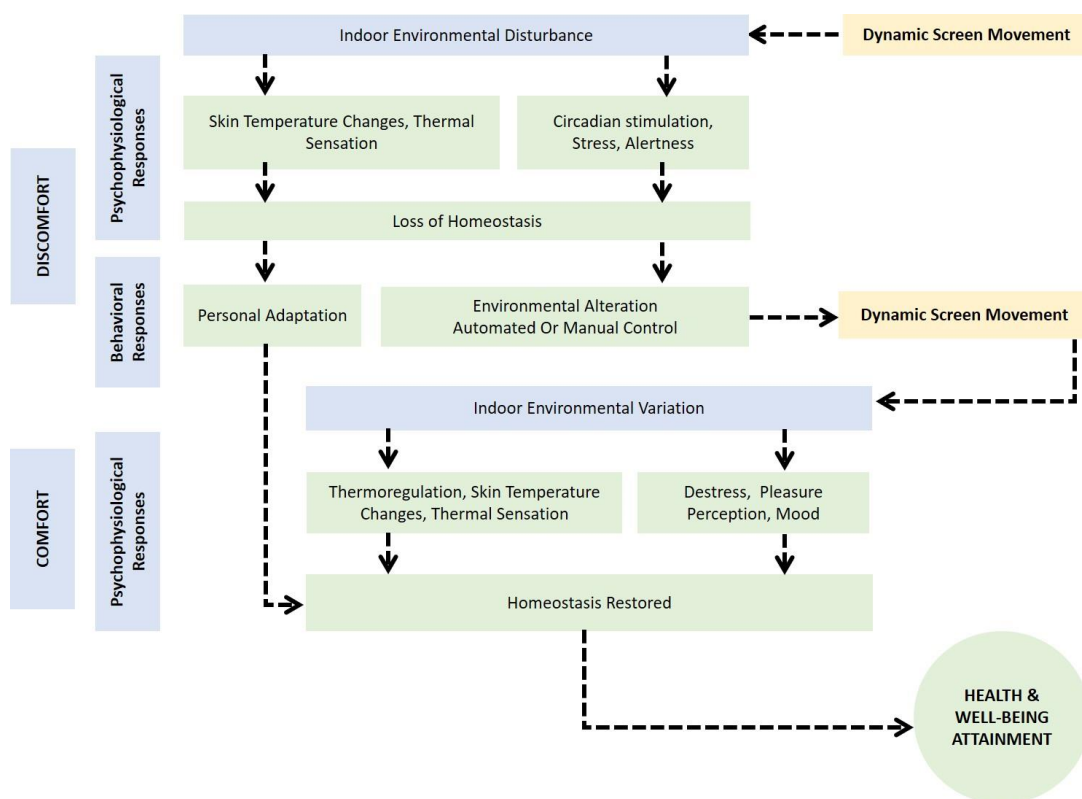 Indoor Environmental Disturbance
Dynamic Screen Movement
DISCOMFORT
Psychophysiological
Responses
Skin Temperature Changes, Thermal
Sensation
Circadian stimulation,
Stress, Alertness
Loss of Homeostasis
Behavioral
Responses
Personal Adaptation
Environmental Alteration
Automated Or Manual Control
Dynamic Screen Movement
Indoor Environmental Variation
COMFORT
Psychophysiological
Responses
Thermoregulation, Skin Temperature
Changes, Thermal Sensation
Destress,  Pleasure
Perception, Mood
Homeostasis Restored
HEALTH &
WELL-BEING
ATTAINMENT